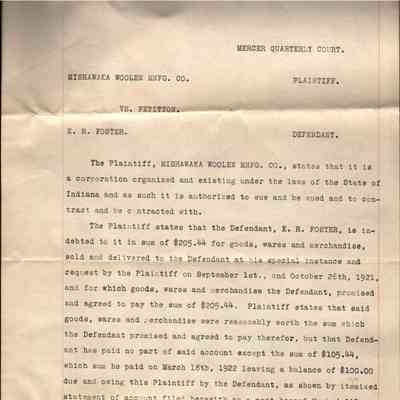 MERCER QUARTERLY COURT.
MISHAWAKA WOOLEN MNFG. CO. PLAINTIFF.
VS. PETITION.
E. R. FOSTER. DEFENDANT.
The Plaintiff, MISHAWAKA WOOLEN MNFG. CO., states that it is
a corporation organized and existing under the laws of the State of
Indiana and as such it is authorized to sue and be sued and to con-
tract and be contracted with.
The Plaintiff states that the Defendant, E. R. FOSTER, is in-
debted to it in sum of $205.44 for goods, wares and merchandise,
sold and delivered to the Defendant at his special instance and
request by the Plaintiff on September 1st., and October 26th, 1921,
and for which goods, wares and merchandise the Defendant, promised
and agreed to pay the sum of $205.44. Plaintiff states that said
goods, wares and merchandise were reasonably worth the sum which
the Defendant promised and agreed to pay therefor, but that Defend-
ant has paid no part of said account except the sum of $105.44,
which sum he paid on March 18th, 1922 leaving a balance of $100.00
due and owing this Plaintiff by the Defendant, as shown by itemized
statement of account filed herewith as a part hereof